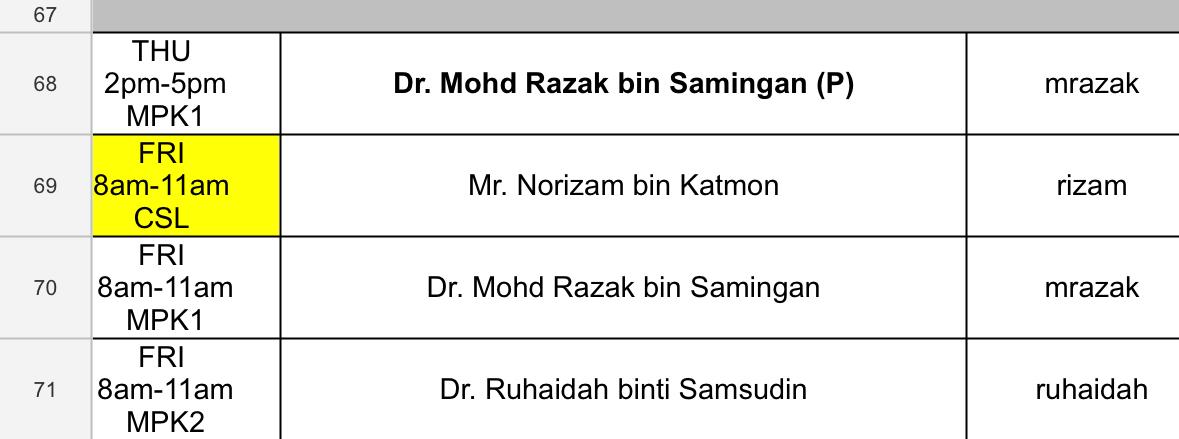 67
68
THU
2pm-5pm
MPK1
Dr. Mohd Razak bin Samingan (P)
mrazak
69
FRI
8am-11am
CSL
Mr. Norizam bin Katmon
rizam
70
FRI
8am-11am
MPK1
Dr. Mohd Razak bin Samingan
mrazak
71
FRI
8am-11am
MPK2
Dr. Ruhaidah binti Samsudin
ruhaidah